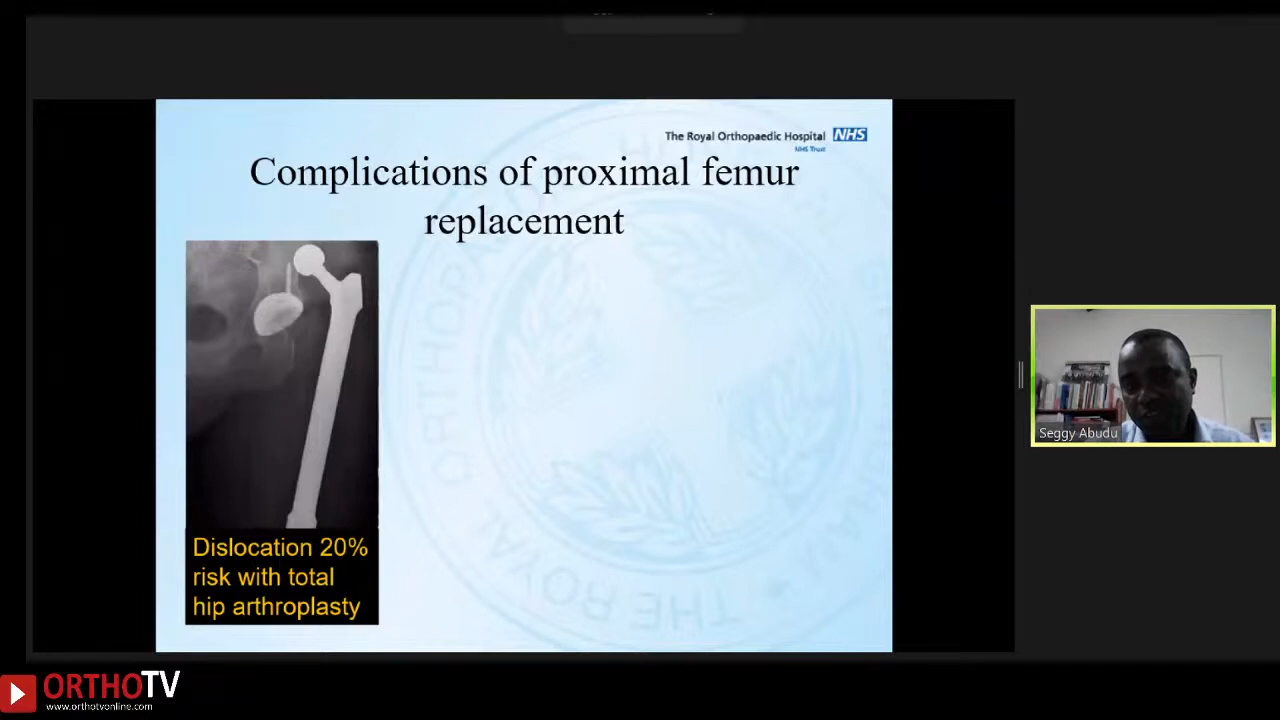 The Royal Orthopaedic Hospital NHS
NHS Trust
Complications of proximal femur
replacement
Dislocation 20%
risk with total
hip arthroplasty
Seggy Abudu
ORTHOTV
www.orthotvonline.com